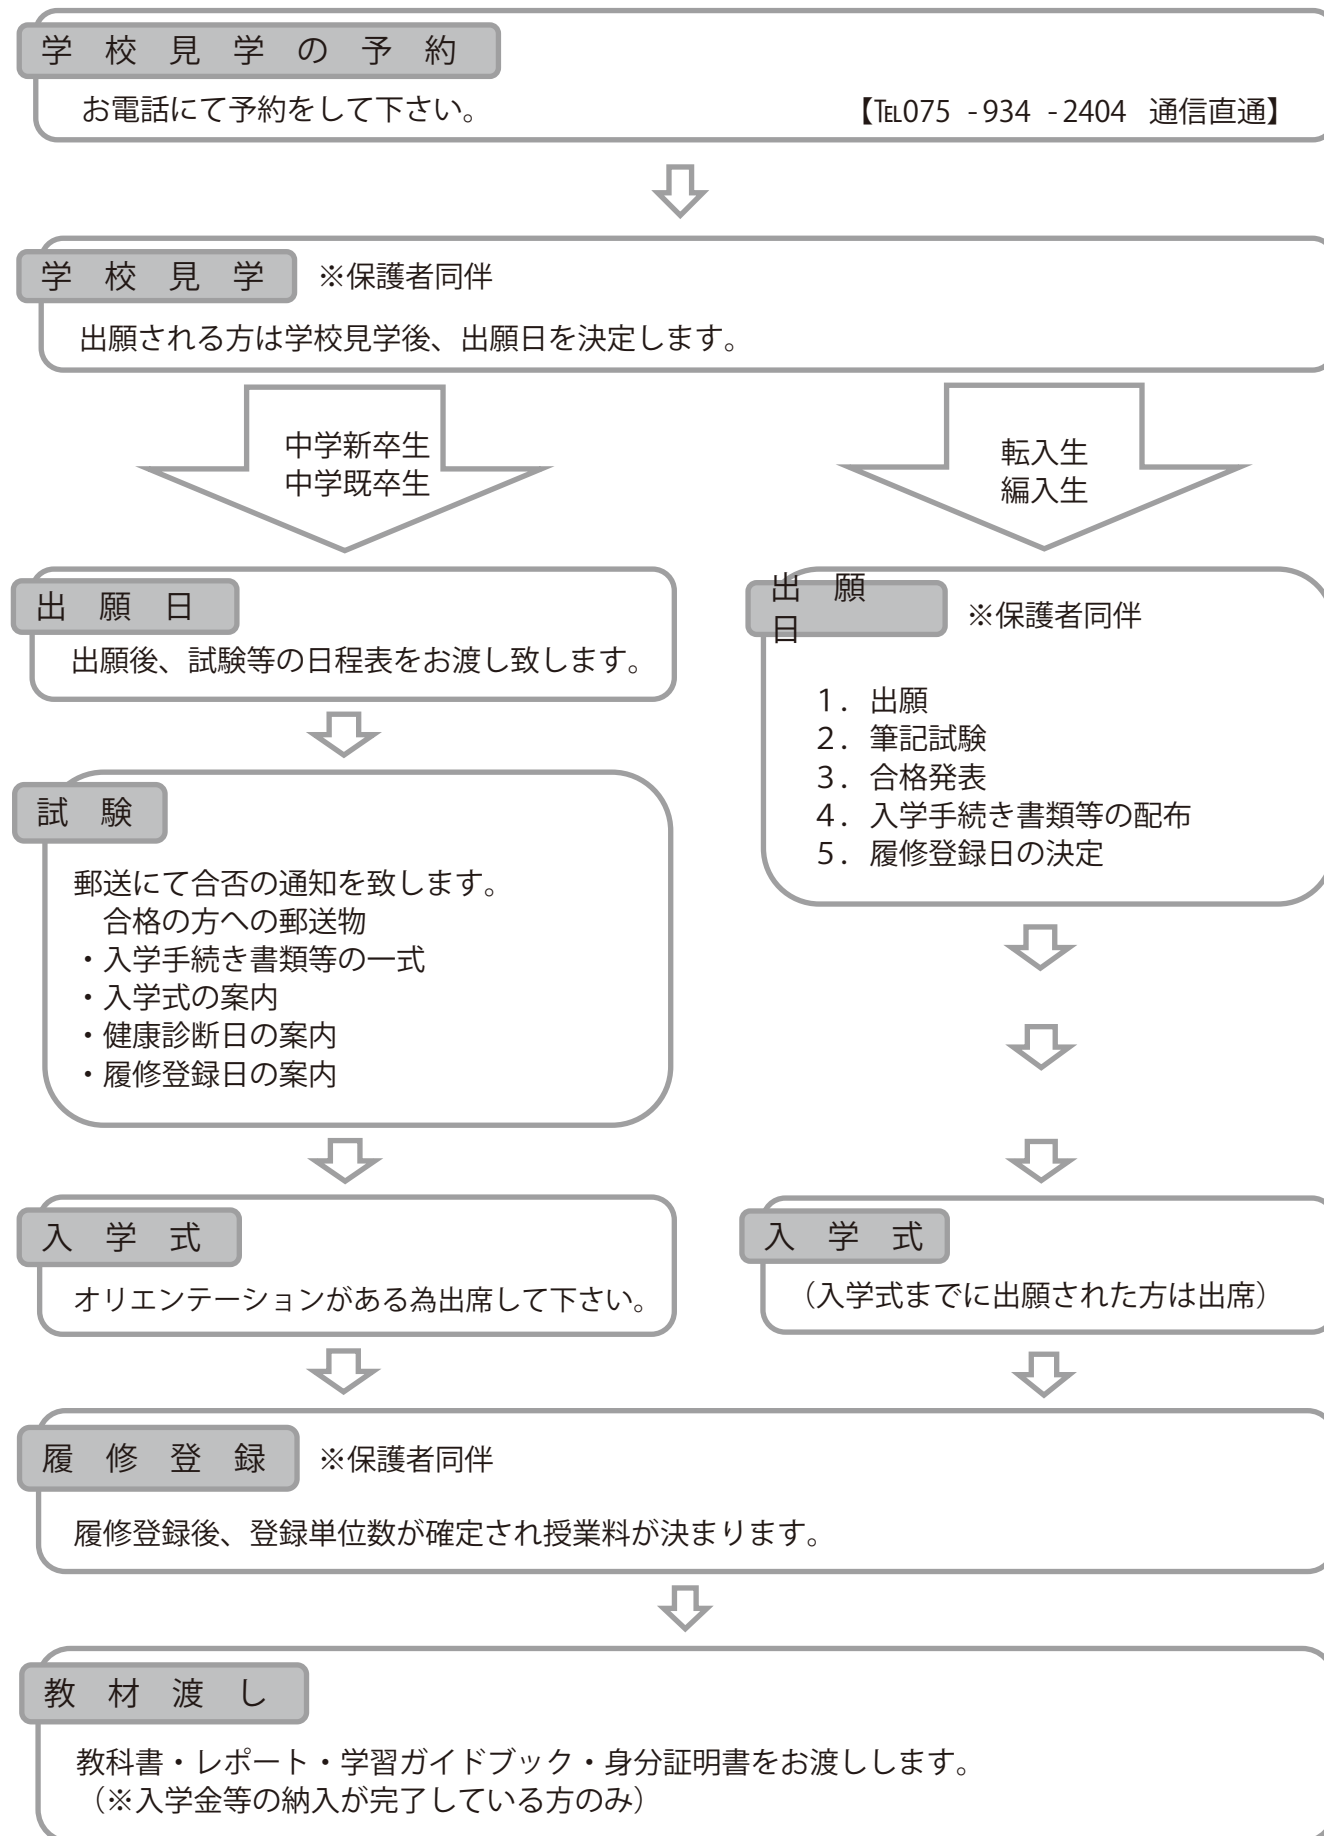 学校見学の予約
お電話にて予約をして下さい。 【℡075-934-2404 通信直通】
学校見学 ※保護者同伴
出願される方は学校見学後、出願日を決定します。
中学新卒生
中学既卒生
転入生
編入生
出願日
出願後、試験等の日程表をお渡し致します。
試験
郵送にて合否の通知を致します。
合格の方への郵送物
・入学手続き書類等の一式
・入学式の案内
・健康診断日の案内
・履修登録日の案内
出願
日
※保護者同伴
1．出願
2．筆記試験
3．合格発表
4．入学手続き書類等の配布
5．履修登録日の決定
入学式
オリエンテーションがある為出席して下さい。
入学式
（入学式までに出願された方は出席）
履修登録 ※保護者同伴
履修登録後、登録単位数が確定され授業料が決まります。
教材渡し
教科書・レポート・学習ガイドブック・身分証明書をお渡しします。
（※入学金等の納入が完了している方のみ）